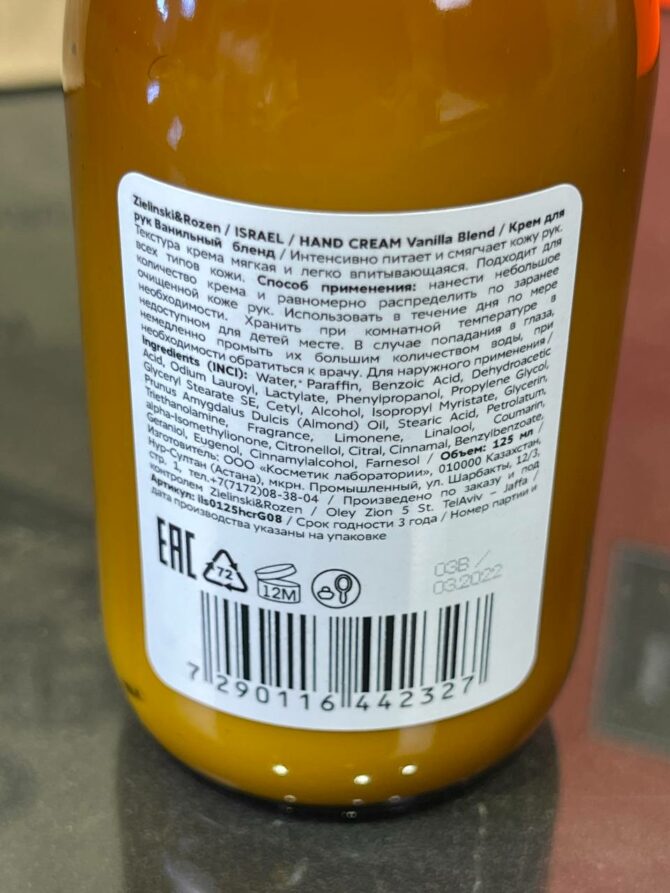 Zielinski&Rozen / ISRAEL / HAND CREAM Vanilla Blend / Крем для
рук Ванильный бленд / Интенсивно питает и смягчает кожу рук.
Текстура крема мягкая и легко впитывающаяся. Подходит для
всех типов кожи. Способ применения: нанести небольшое
количество крема и равномерно распределить по заранее
очищенной коже рук. Использовать в течение дня по мере
необходимости. Хранить при комнатной температуре в
недоступном для детей месте. В случае попадания в глаза,
немедленно промыть их большим количеством воды, при
необходимости обратиться к врачу. Для наружного применения /
Ingredients (INCI): Water, Paraffin, Benzoic Acid, Dehydroacetic
Acid, Odium Lauroyl, Lactylate, Phenylpropanol, Propylene Glycol,
Glyceryl Stearate SE, Cetyl, Alcohol, Isopropyl Myristate, Glycerin,
Prunus Amygdalus Dulcis (Almond) Oil, Stearic Acid, Petrolatum,
Triethanolamine, Fragrance, Limonene, Linalool, Coumarin,
alpha-Isomethylionone, Citronellol, Citral, Cinnamal, Benzylbenzoate,
Geraniol, Eugenol, Cinnamylalcohol, Farnesol / Объем: 125 мл /
Изготовитель: ООО «Косметик лаборатории», 010000 Казахстан,
Нур-Султан (Астана), мкрн. Промышленный, ул. Шарбакты, 12/3,
стр. 1, тел.+7(7172)08-38-04 / Произведено по заказу и под
контролем Zielinski&Rozen / Oley Zion 5 St. TelAviv – Jaffa /
Артикул: ils0125hcrG08 / Срок годности 3 года / Номер партии и
дата производства указаны на упаковке
EAC
72
12M
03B /
03.2022
7 290116 442327